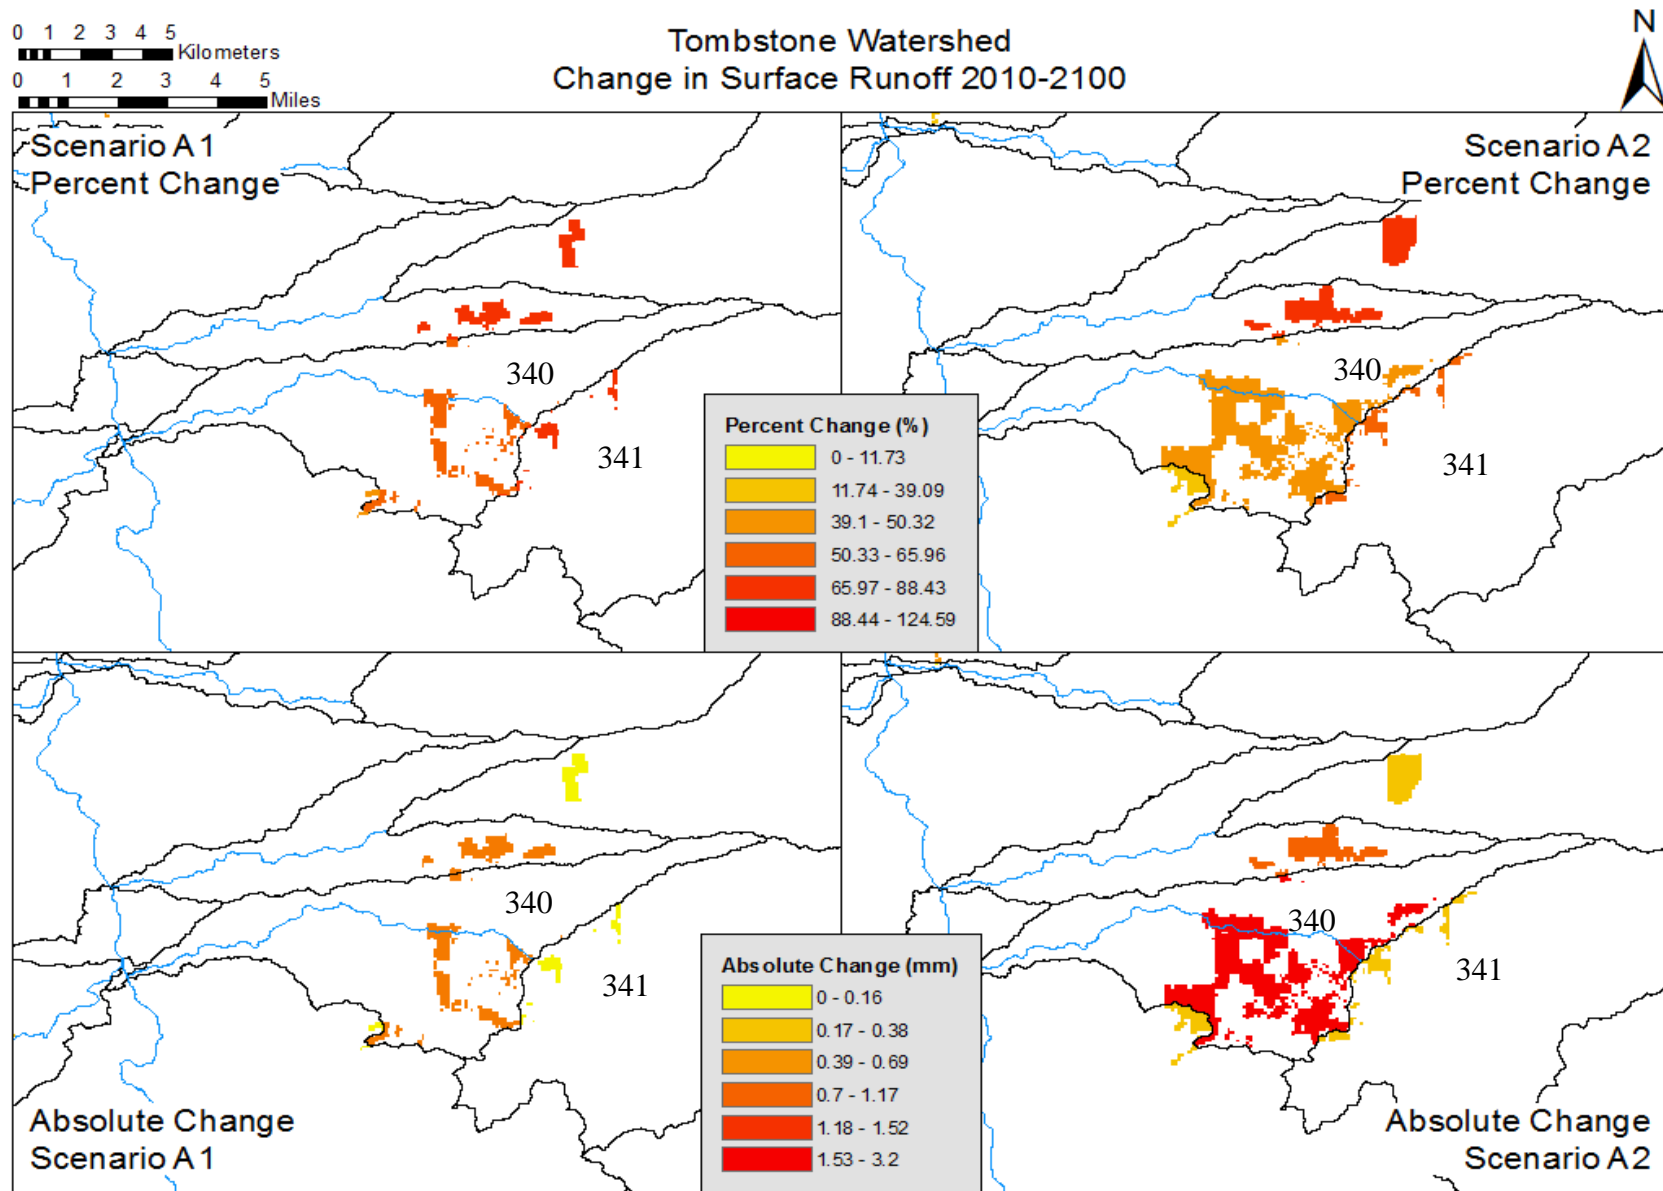 0 1 2 3 4 5
Kilometers
0 1 2 3 4 5
Miles
Tombstone Watershed
Change in Surface Runoff 2010-2100
N
Scenario A1
Percent Change
340
341
Scenario A2
Percent Change
340
341
Percent Change (%)
0 - 11.73
11.74 - 39.09
39.1 - 50.32
50.33 - 65.96
65.97 - 88.43
88.44 - 124.59
340
341
Absolute Change
Scenario A1
340
341
Absolute Change
Scenario A2
Absolute Change (mm)
0 - 0.16
0.17 - 0.38
0.39 - 0.69
0.7 - 1.17
1.18 - 1.52
1.53 - 3.2